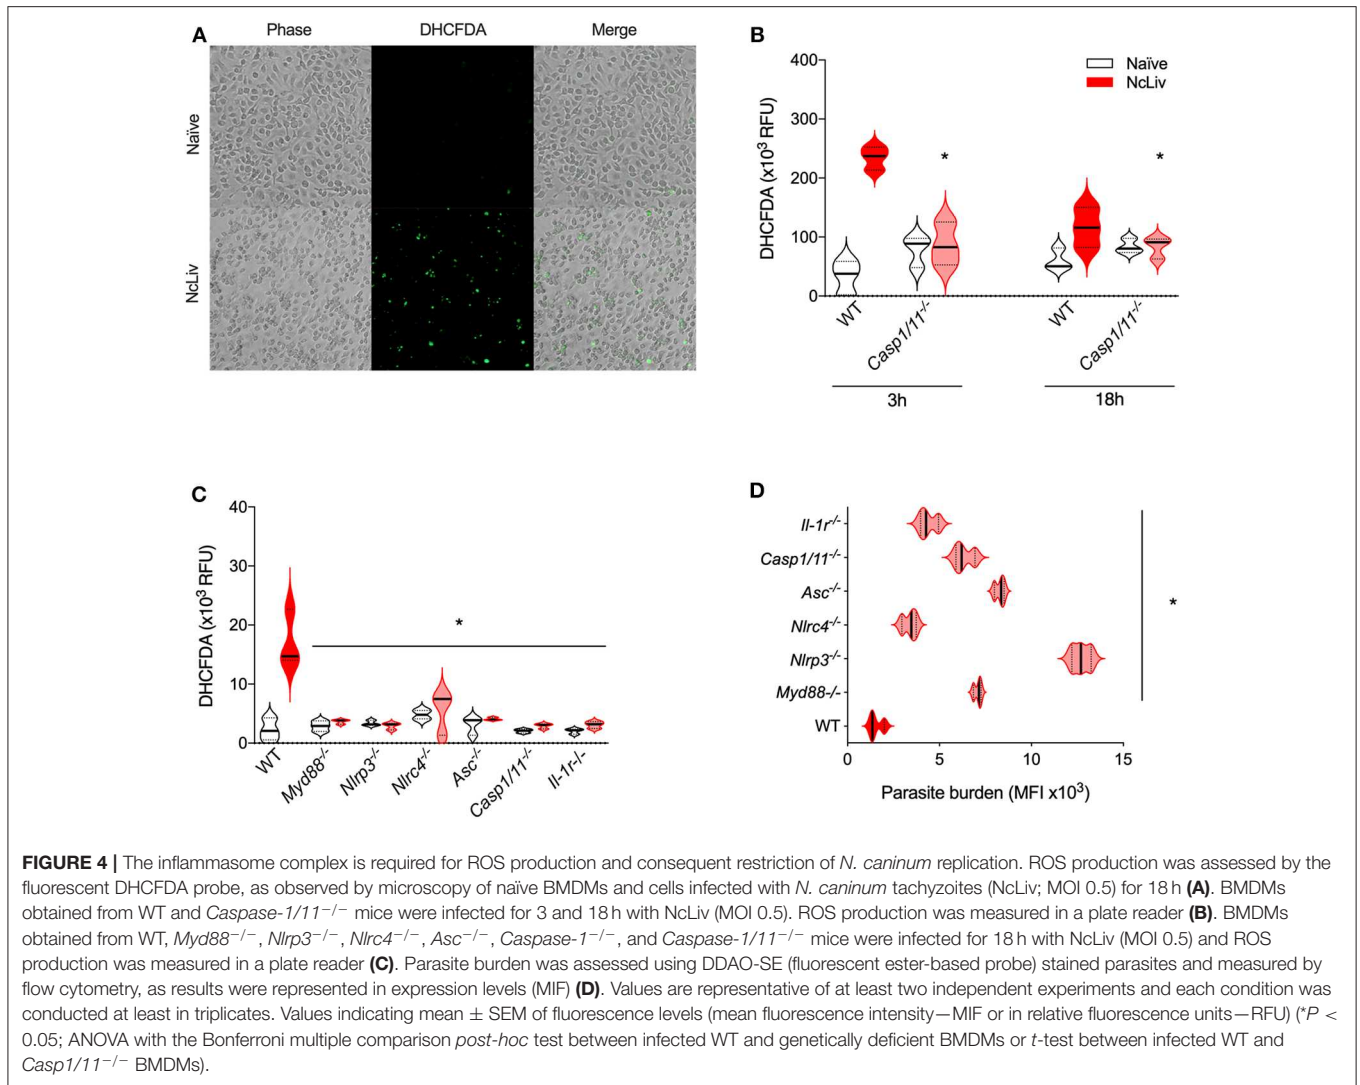 A
Phase DHCFDA Merge
Naïve
NcLiv
B
DHCFDA (x10³ RFU)
400
300
200
100
0
Naïve
NcLiv
* *
WT Casp1/11-/- WT Casp1/11-/-
3h 18h
C
DHCFDA (x10³ RFU)
40
30
20
10
0
*
WT Myd88-/- Nlrp3-/- Nlrc4-/- Asc-/- Casp1/11-/- Il-1r-/-
D
Il-1r-/-
Casp1/11-/-
Asc-/-
Nlrc4-/-
Nlrp3-/-
Myd88-/-
WT
*
0 5 10 15
Parasite burden (MFI x10³)
FIGURE 4 | The inflammasome complex is required for ROS production and consequent restriction of N. caninum replication. ROS production was assessed by the
fluorescent DHCFDA probe, as observed by microscopy of naïve BMDMs and cells infected with N. caninum tachyzoites (NcLiv; MOI 0.5) for 18 h (A). BMDMs
obtained from WT and Caspase-1/11−/− mice were infected for 3 and 18 h with NcLiv (MOI 0.5). ROS production was measured in a plate reader (B). BMDMs
obtained from WT, Myd88−/−, Nlrp3−/−, Nlrc4−/−, Asc−/−, Caspase-1−/−, and Caspase-1/11−/− mice were infected for 18 h with NcLiv (MOI 0.5) and ROS
production was measured in a plate reader (C). Parasite burden was assessed using DDAO-SE (fluorescent ester-based probe) stained parasites and measured by
flow cytometry, as results were represented in expression levels (MIF) (D). Values are representative of at least two independent experiments and each condition was
conducted at least in triplicates. Values indicating mean ± SEM of fluorescence levels (mean fluorescence intensity—MIF or in relative fluorescence units—RFU) (*P <
0.05; ANOVA with the Bonferroni multiple comparison post-hoc test between infected WT and genetically deficient BMDMs or t-test between infected WT and
Casp1/11−/− BMDMs).